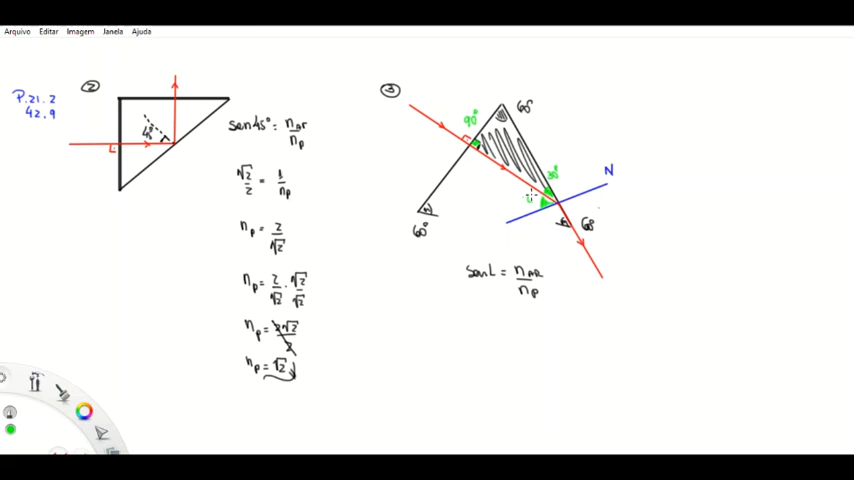 Arquivo Editar Imagem Janela Ajuda
P.21.2
42.9
2
45°
sen45° = nAr/nP
√2/2 = 1/nP
nP = 2/√2
nP = 2/√2 · √2/√2
nP = 2√2/2
nP = √2
3
90°
60°
30°
N
60°
60°
senL = nAR/nP